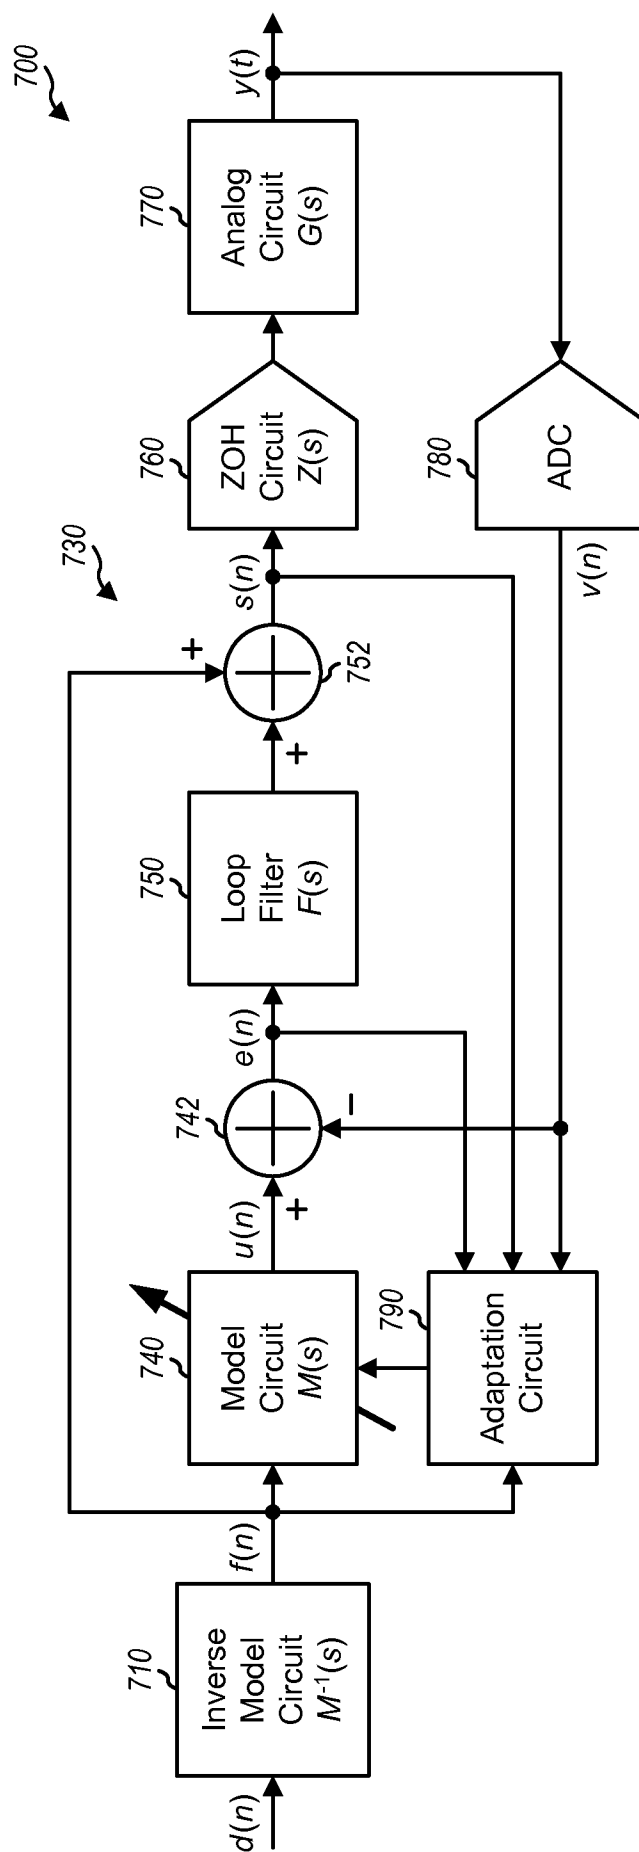 700
730
d(n)
710
Inverse
Model
Circuit
M⁻¹(s)
f(n)
740
Model
Circuit
M(s)
u(n)
+
742
−
e(n)
750
Loop
Filter
F(s)
+
+
752
s(n)
760
ZOH
Circuit
Z(s)
770
Analog
Circuit
G(s)
y(t)
790
Adaptation
Circuit
v(n)
780
ADC